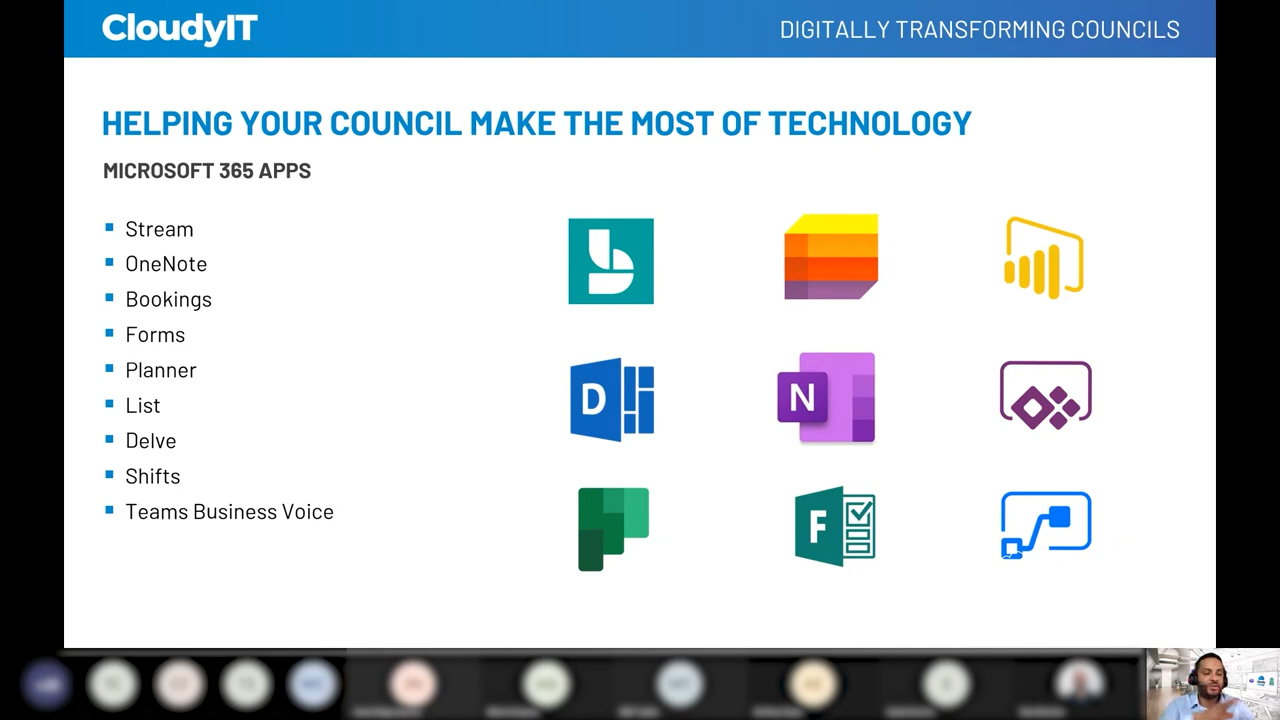 CloudyIT
DIGITALLY TRANSFORMING COUNCILS
HELPING YOUR COUNCIL MAKE THE MOST OF TECHNOLOGY
MICROSOFT 365 APPS
Stream
OneNote
Bookings
Forms
Planner
List
Delve
Shifts
Teams Business Voice
D
N
F